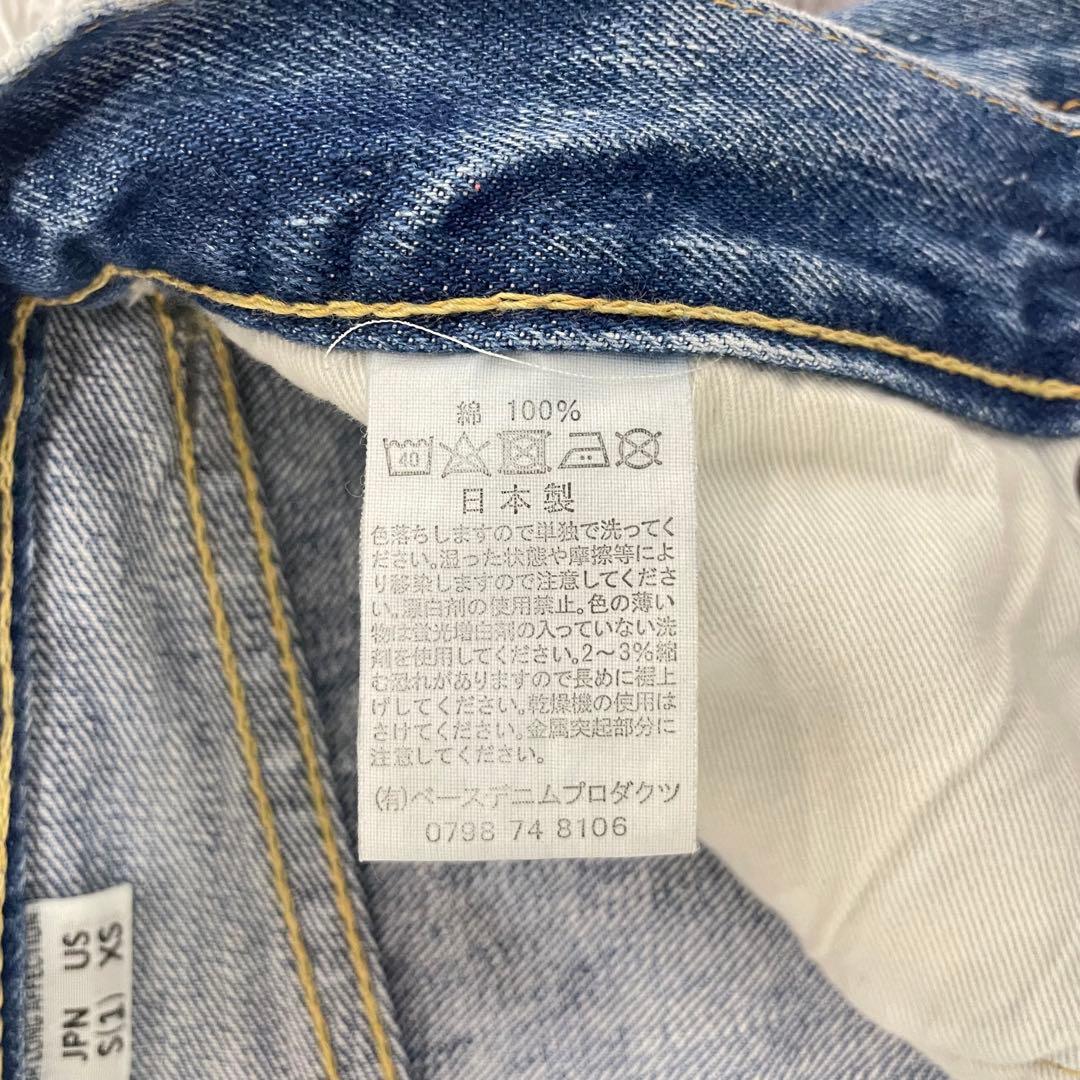 綿 100%
40
日本製
色落ちしますので単独で洗ってく
ださい。湿った状態や摩擦等によ
り移染しますので注意してくださ
い。漂白剤の使用禁止。色の薄い
物は蛍光増白剤の入っていない洗
剤を使用してください。2～3%縮
む恐れがありますので長めに裾上
げしてください。乾燥機の使用は
さけてください。金属突起部分に
注意してください。
(有)ベースデニムプロダクツ
0798 74 8106
LONG AFFECTION
JPN US
S(1) XS